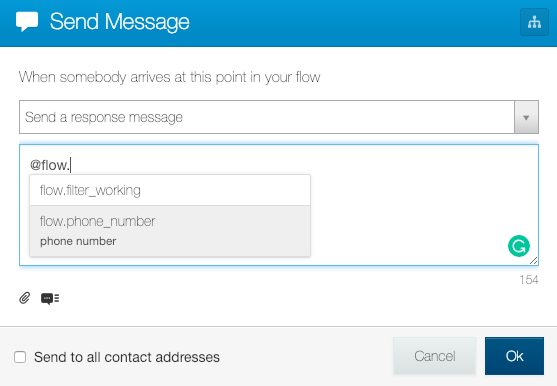 Send Message
When somebody arrives at this point in your flow
Send a response message
@flow.
flow.filter_working
flow.phone_number
phone number
154
Send to all contact addresses
Cancel
Ok